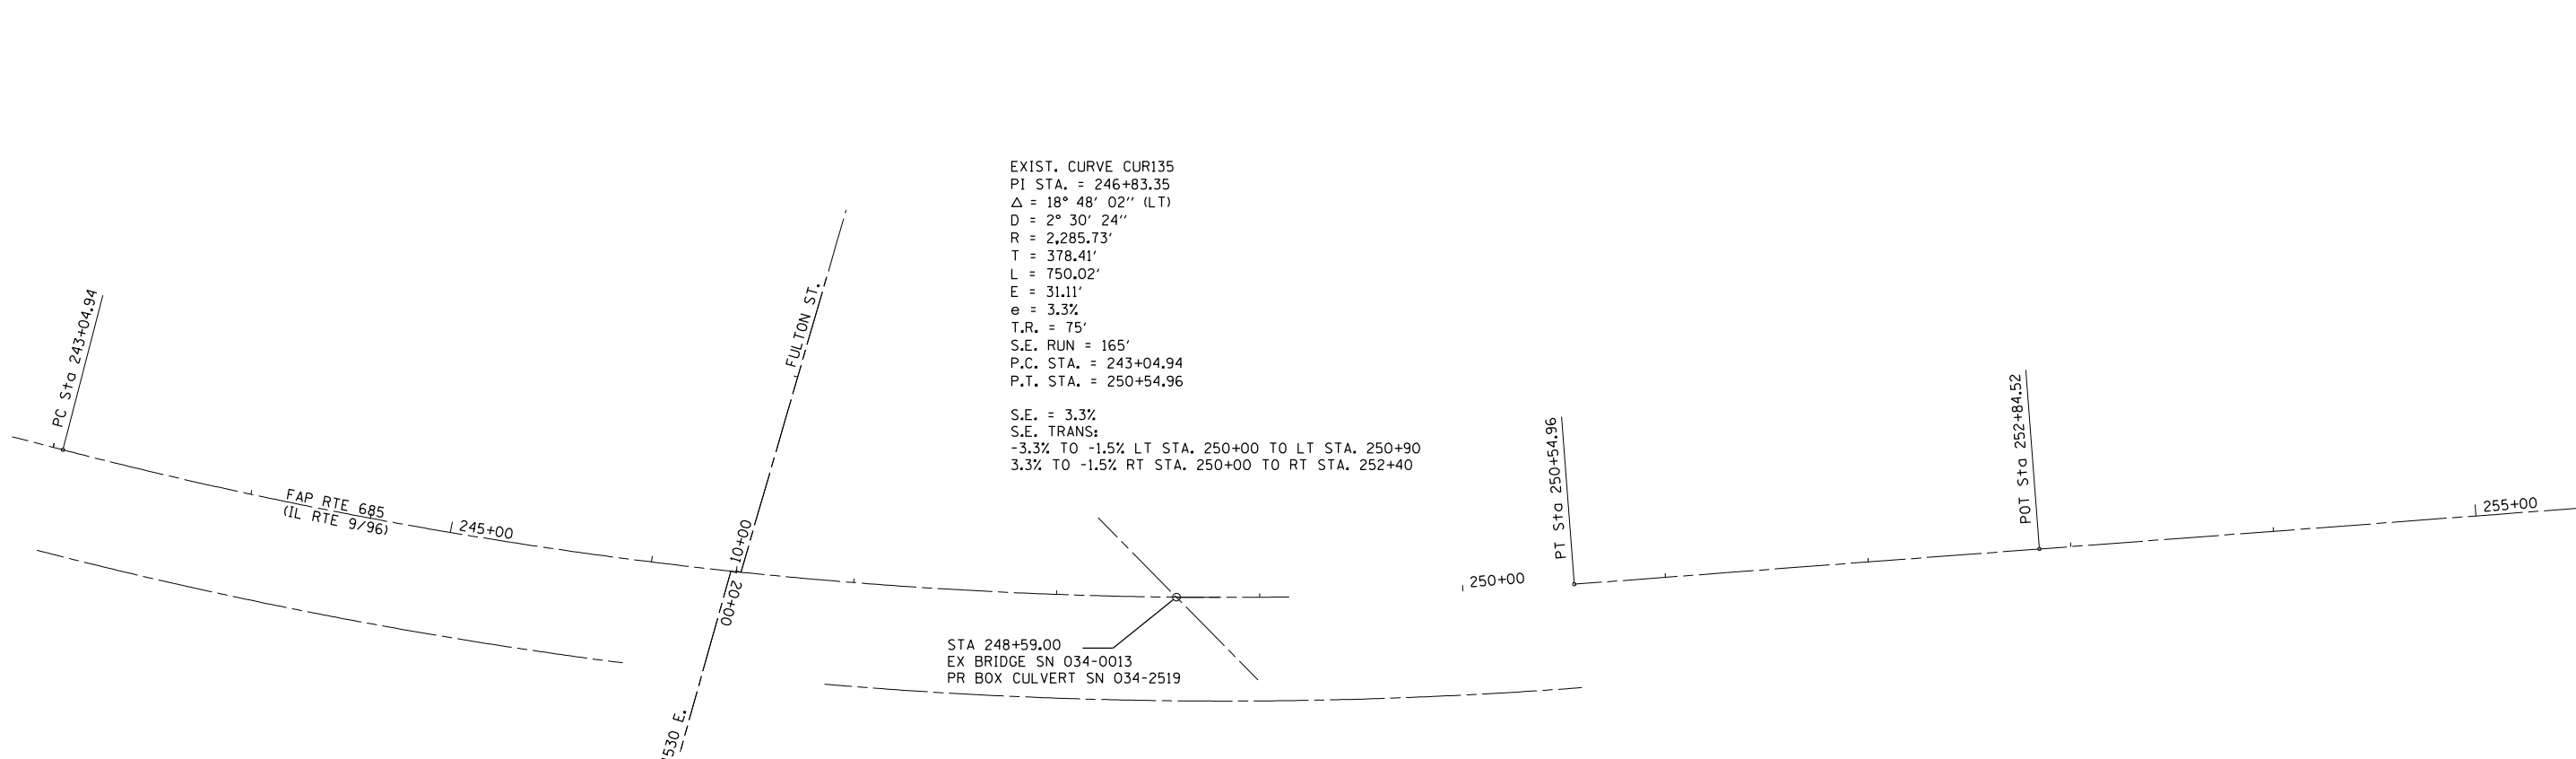 EXIST. CURVE CUR135
PI STA. = 246+83.35
△ = 18° 48' 02'' (LT)
D = 2° 30' 24''
R = 2,285.73'
T = 378.41'
L = 750.02'
E = 31.11'
e = 3.3%
T.R. = 75'
S.E. RUN = 165'
P.C. STA. = 243+04.94
P.T. STA. = 250+54.96
S.E. = 3.3%
S.E. TRANS:
-3.3% TO -1.5% LT STA. 250+00 TO LT STA. 250+90
3.3% TO -1.5% RT STA. 250+00 TO RT STA. 252+40
PC Sta 243+04.94
FULTON ST.
FAP RTE 685
(IL RTE 9/96)
245+00
10+00
20+00
530 E.
STA 248+59.00
EX BRIDGE SN 034-0013
PR BOX CULVERT SN 034-2519
250+00
PT Sta 250+54.96
POT Sta 252+84.52
255+00